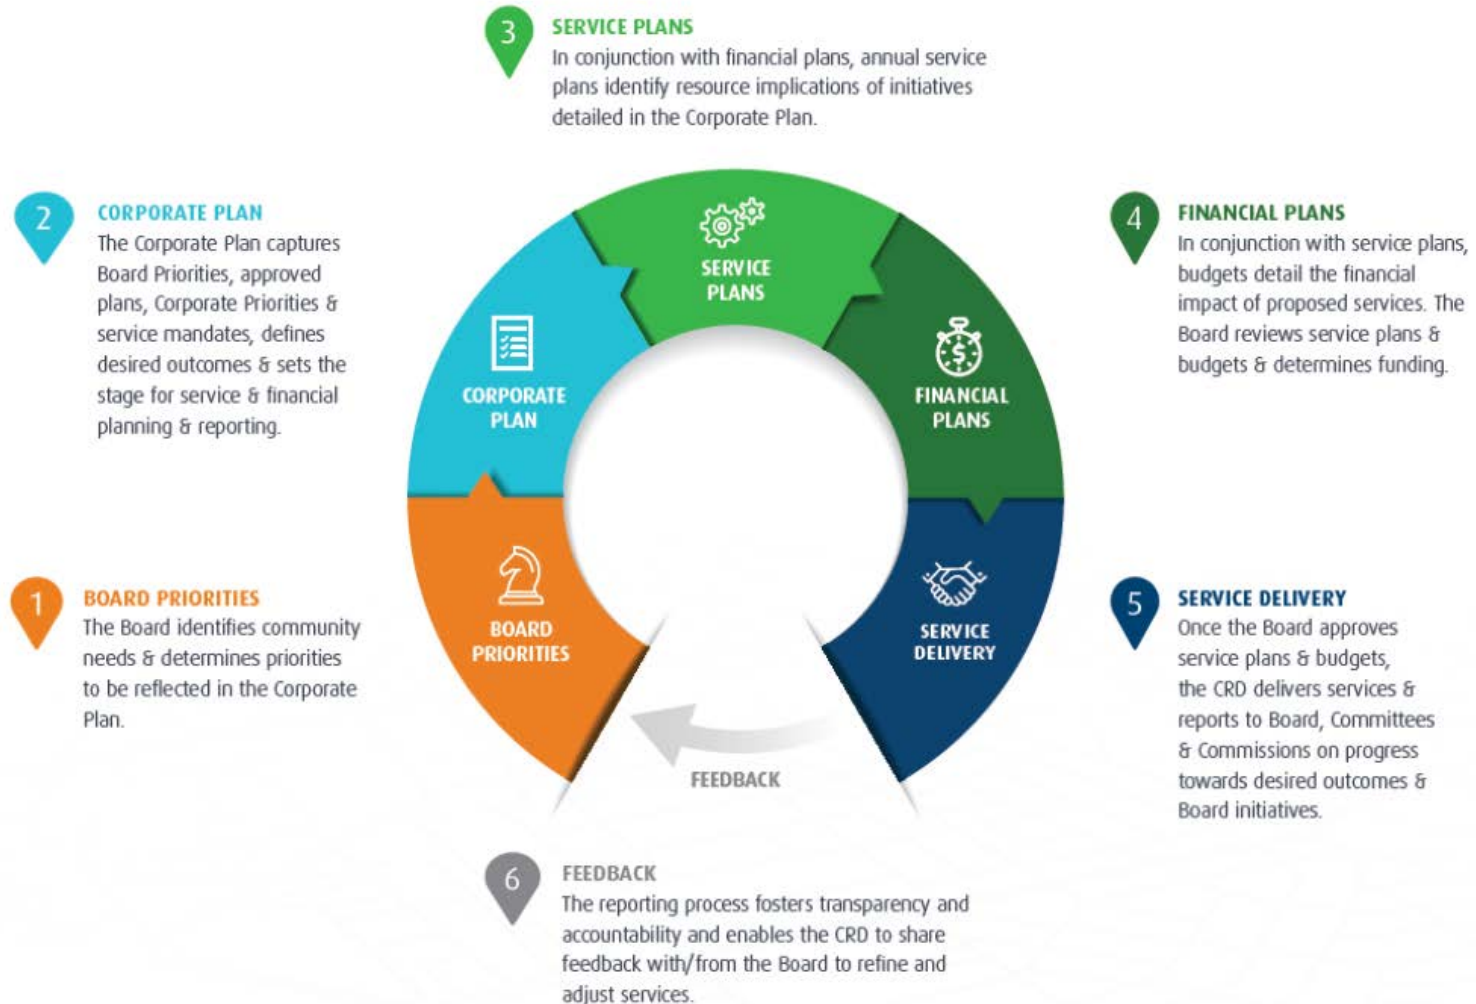 3
SERVICE PLANS
In conjunction with financial plans, annual service
plans identify resource implications of initiatives
detailed in the Corporate Plan.
2
CORPORATE PLAN
The Corporate Plan captures
Board Priorities, approved
plans, Corporate Priorities &
service mandates, defines
desired outcomes & sets the
stage for service & financial
planning & reporting.
4
FINANCIAL PLANS
In conjunction with service plans,
budgets detail the financial
impact of proposed services. The
Board reviews service plans &
budgets & determines funding.
SERVICE
PLANS
CORPORATE
PLAN
$
FINANCIAL
PLANS
1
BOARD PRIORITIES
The Board identifies community
needs & determines priorities
to be reflected in the Corporate
Plan.
BOARD
PRIORITIES
SERVICE
DELIVERY
5
SERVICE DELIVERY
Once the Board approves
service plans & budgets,
the CRD delivers services &
reports to Board, Committees
& Commissions on progress
towards desired outcomes &
Board initiatives.
FEEDBACK
6
FEEDBACK
The reporting process fosters transparency and
accountability and enables the CRD to share
feedback with/from the Board to refine and
adjust services.